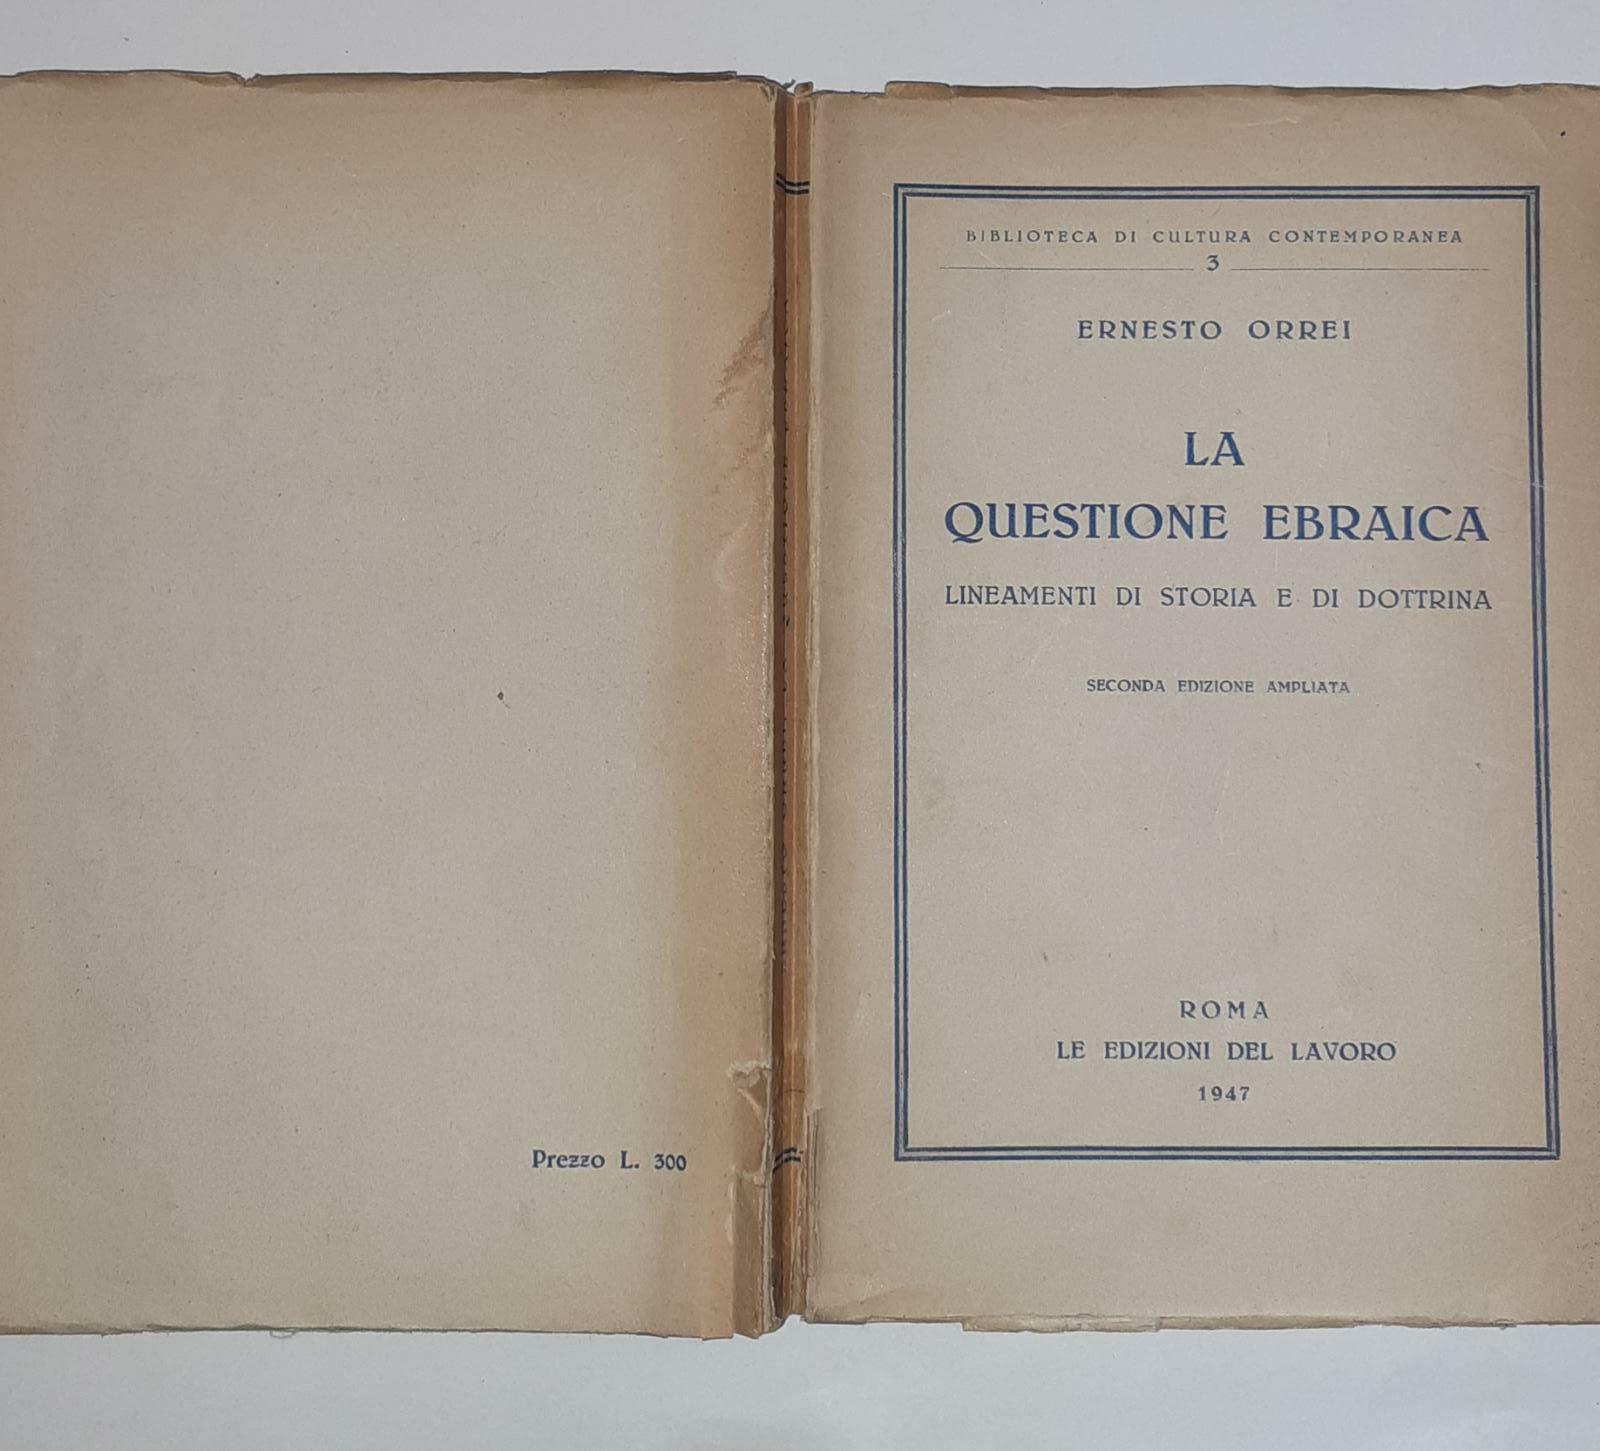 Prezzo L. 300
BIBLIOTECA DI CULTURA CONTEMPORANEA
3
ERNESTO ORREI
LA
QUESTIONE EBRAICA
LINEAMENTI DI STORIA E DI DOTTRINA
SECONDA EDIZIONE AMPLIATA
ROMA
LE EDIZIONI DEL LAVORO
1947